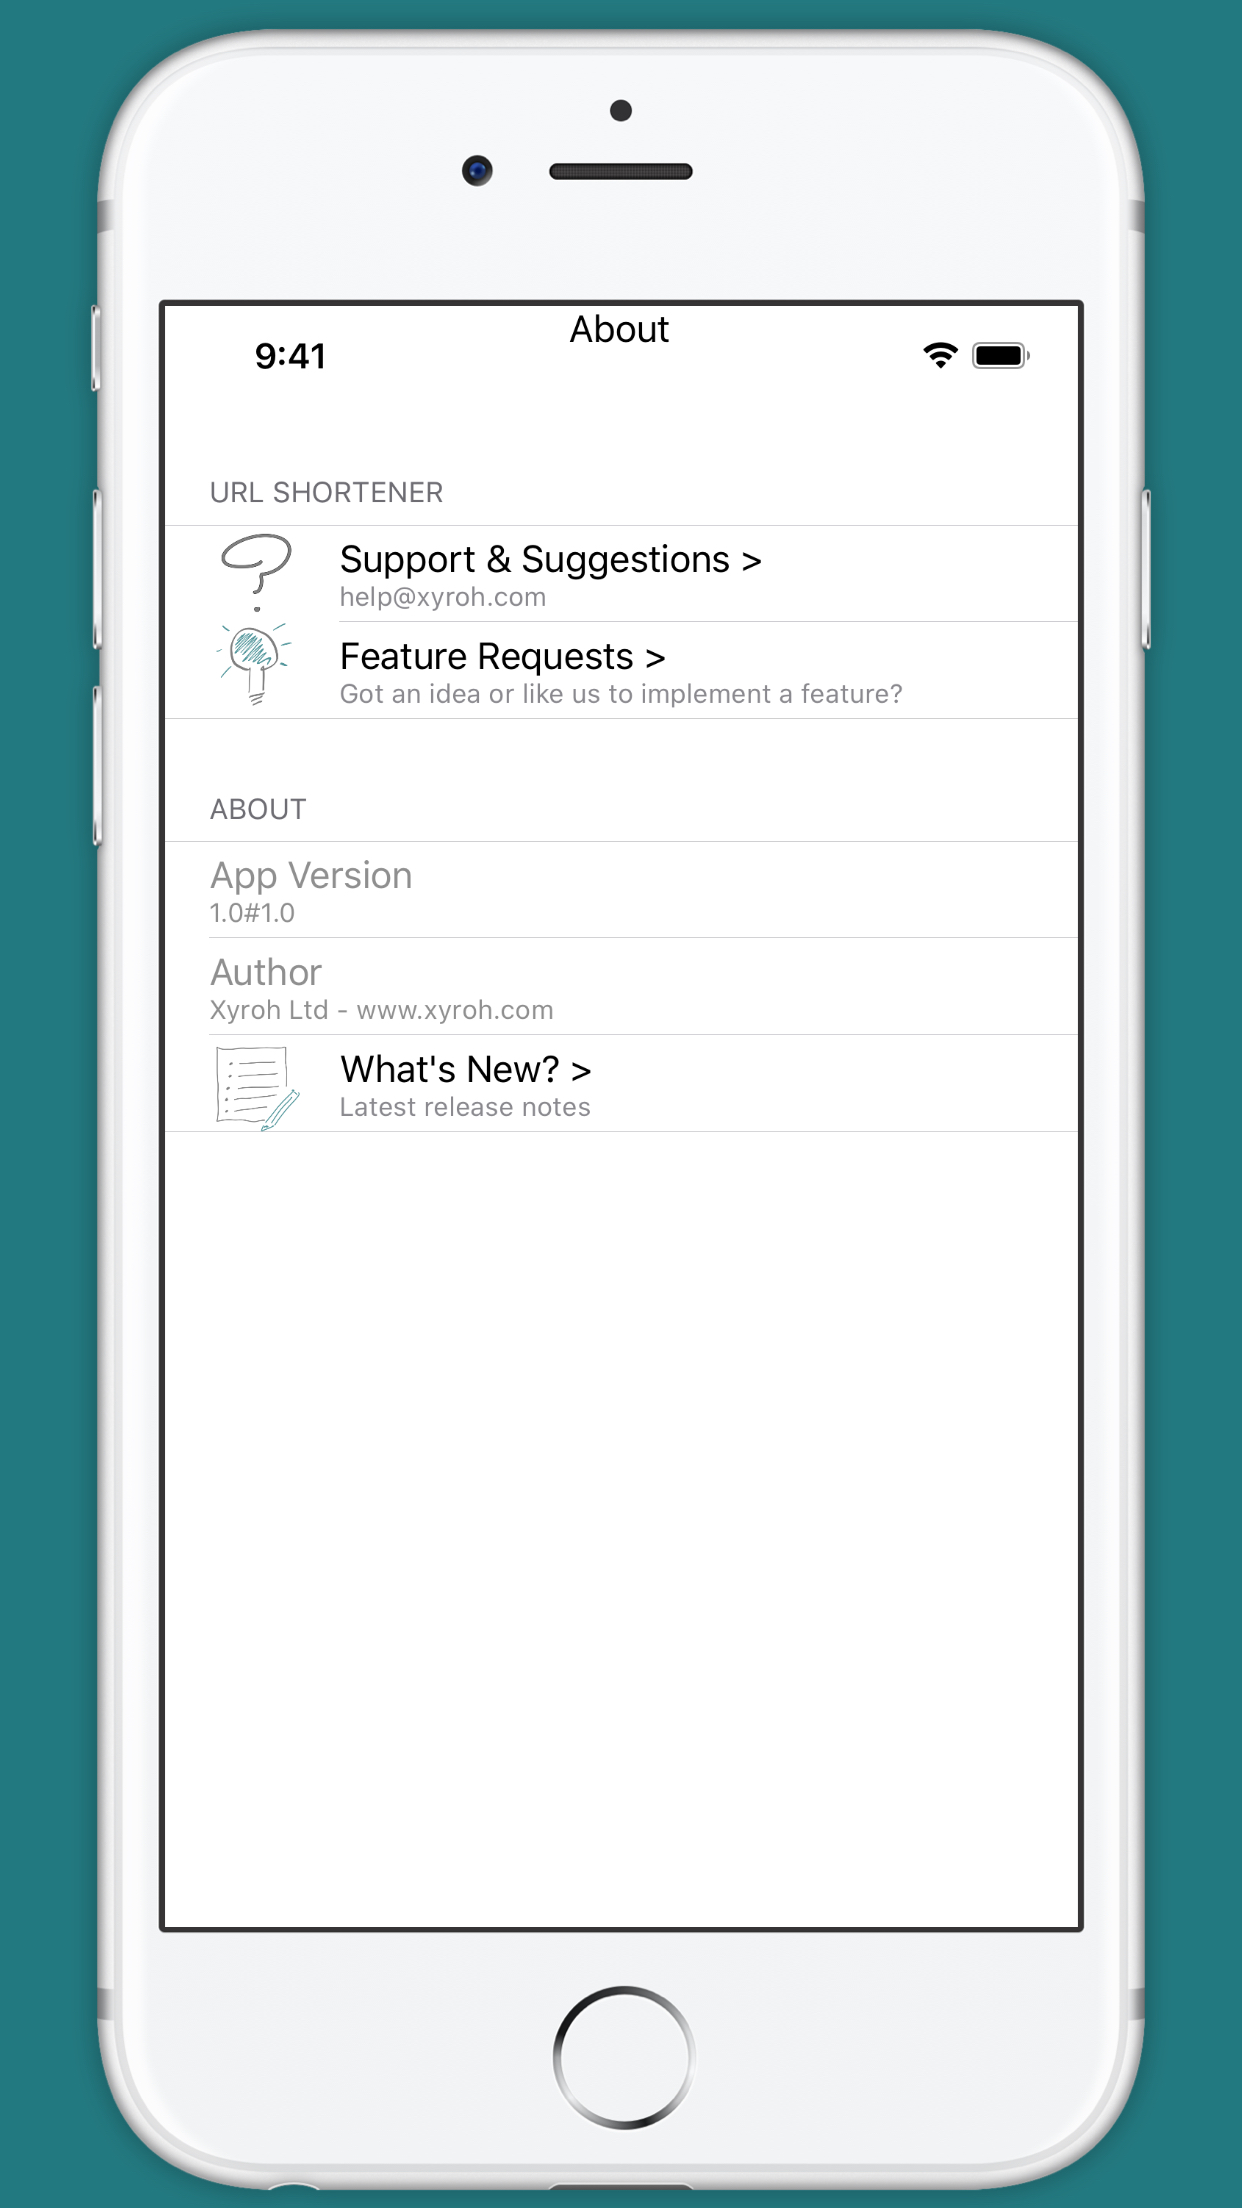 About
9:41
URL SHORTENER
Support & Suggestions >
help@xyroh.com
Feature Requests >
Got an idea or like us to implement a feature?
ABOUT
App Version
1.0#1.0
Author
Xyroh Ltd - www.xyroh.com
What's New? >
Latest release notes